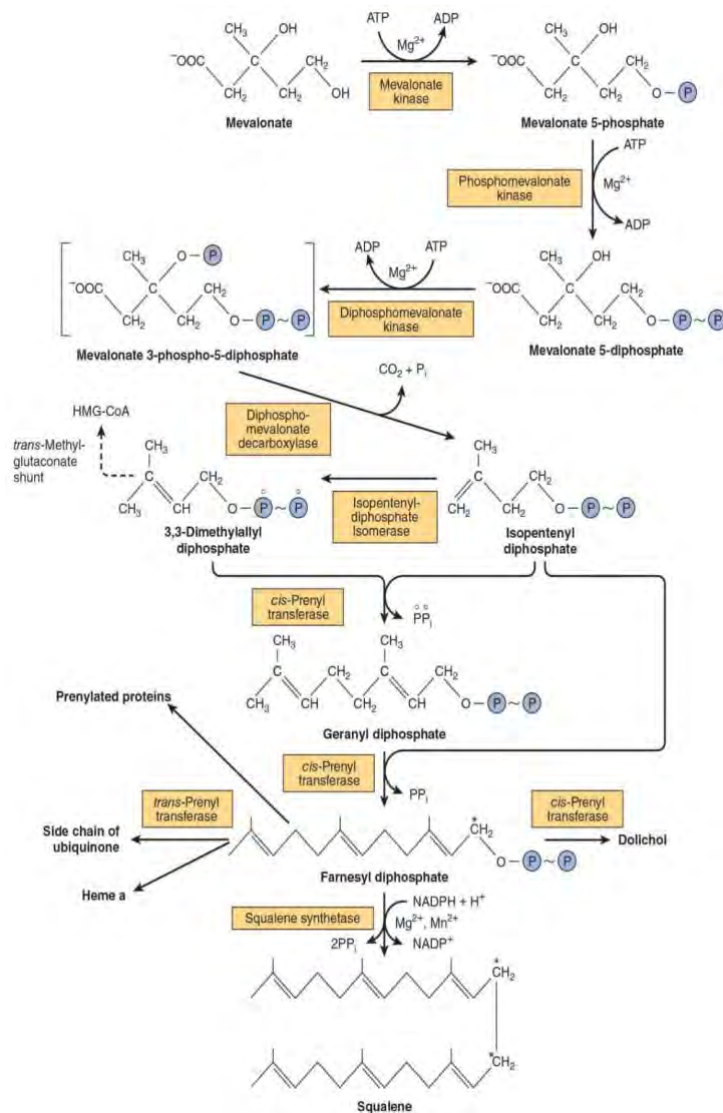 ATP
ADP
Mg2+
Mevalonate
kinase
CH3
OH
−OOC
C
CH2
CH2
CH2
OH
Mevalonate
CH3
OH
−OOC
C
CH2
CH2
CH2
O – P
Mevalonate 5-phosphate
ATP
Mg2+
ADP
Phosphomevalonate
kinase
CH3
O – P
−OOC
C
CH2
CH2
CH2
O – P ~ P
Mevalonate 3-phospho-5-diphosphate
ADP
ATP
Mg2+
Diphosphomevalonate
kinase
CH3
OH
−OOC
C
CH2
CH2
CH2
O – P ~ P
Mevalonate 5-diphosphate
CO2 + Pi
Diphospho-
mevalonate
decarboxylase
HMG-CoA
trans-Methyl-
glutaconate
shunt
CH3
C
CH3
CH
CH2
O – P ~ P
3,3-Dimethylallyl
diphosphate
Isopentenyl-
diphosphate
Isomerase
CH3
C
CH2
CH2
CH2
O – P ~ P
Isopentenyl
diphosphate
cis-Prenyl
transferase
PPi
CH3
C
CH3
CH
CH2
CH2
CH3
C
CH
CH2
O – P ~ P
Geranyl diphosphate
Prenylated proteins
cis-Prenyl
transferase
PPi
trans-Prenyl
transferase
Side chain of
ubiquinone
Heme a
*
CH2
O – P ~ P
Farnesyl diphosphate
cis-Prenyl
transferase
Dolichol
Squalene synthetase
NADPH + H+
Mg2+, Mn2+
2PPi
NADP+
*
CH2
*
CH2
Squalene